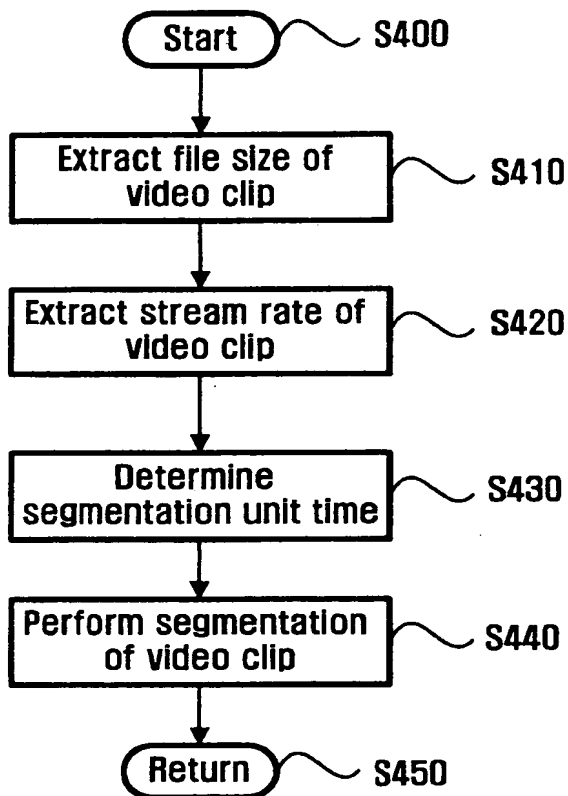 Start
S400
Extract file size of
video clip
S410
Extract stream rate of
video clip
S420
Determine
segmentation unit time
S430
Perform segmentation
of video clip
S440
Return
S450